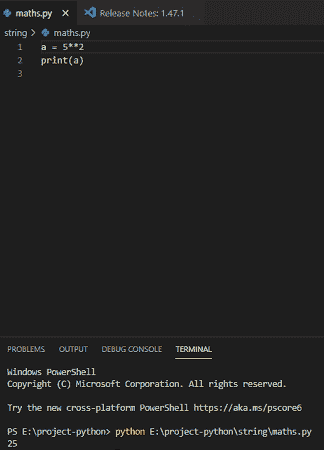 maths.py X Release Notes: 1.47.1
string > maths.py
1 a = 5**2
2 print(a)
3
PROBLEMS OUTPUT DEBUG CONSOLE TERMINAL
Windows PowerShell
Copyright (C) Microsoft Corporation. All rights reserved.
Try the new cross-platform PowerShell https://aka.ms/pscore6
PS E:\project-python> python E:\project-python\string\maths.py
25